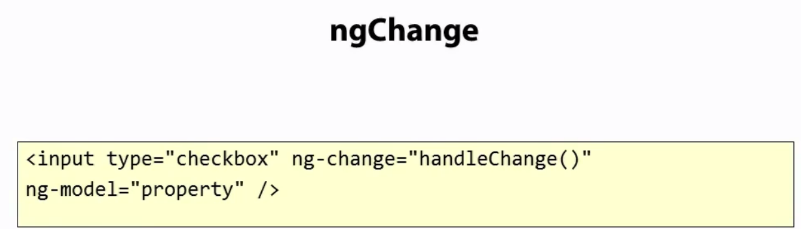 ngChange
<input type="checkbox" ng-change="handleChange()"
ng-model="property" />